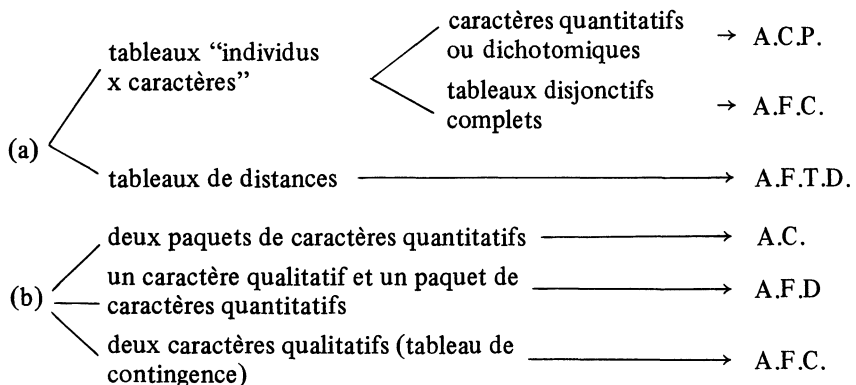 caractères quantitatifs
ou dichotomiques → A.C.P.
tableaux “individus
x caractères”
tableaux disjonctifs
complets → A.F.C.
(a)
tableaux de distances → A.F.T.D.
deux paquets de caractères quantitatifs → A.C.
(b)
un caractère qualitatif et un paquet de
caractères quantitatifs → A.F.D
deux caractères qualitatifs (tableau de
contingence) → A.F.C.